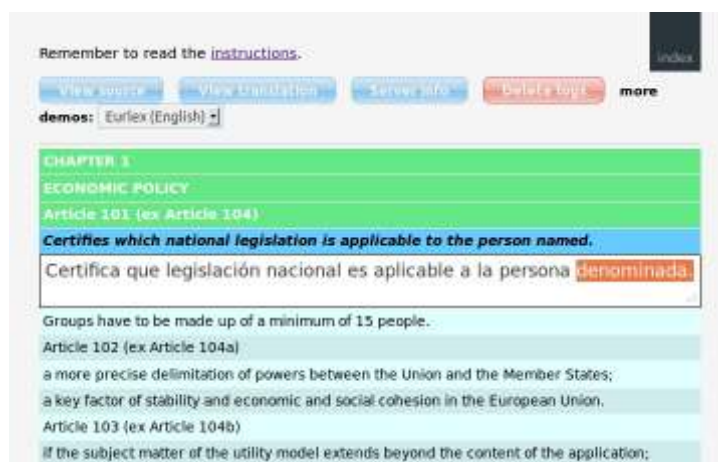 Remember to read the instructions.
index
View source View translation Server info Delete logs more
demos: Eurlex (English)
CHAPTER 1
ECONOMIC POLICY
Article 101 (ex Article 104)
Certifies which national legislation is applicable to the person named.
Certifica que legislación nacional es aplicable a la persona denominada.
Groups have to be made up of a minimum of 15 people.
Article 102 (ex Article 104a)
a more precise delimitation of powers between the Union and the Member States;
a key factor of stability and economic and social cohesion in the European Union.
Article 103 (ex Article 104b)
if the subject matter of the utility model extends beyond the content of the application;